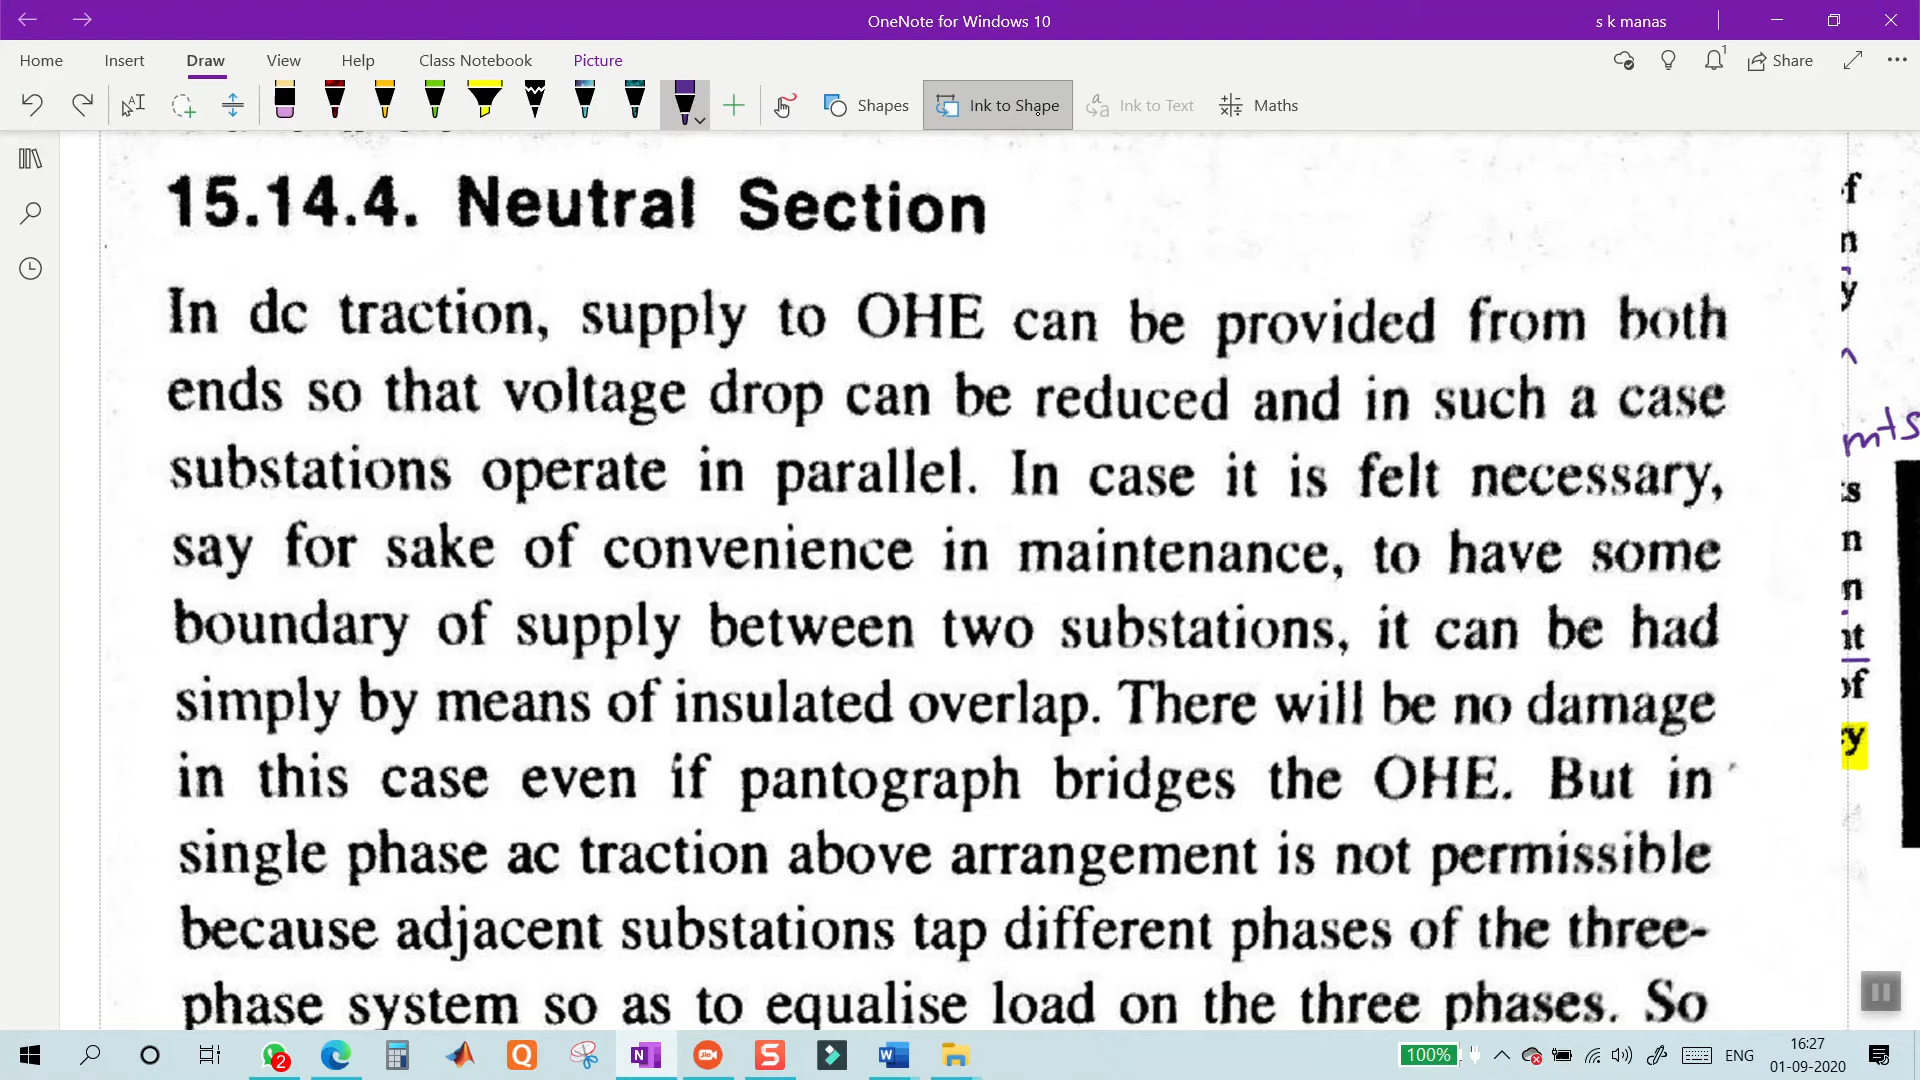 OneNote for Windows 10
s k manas
Home Insert Draw View Help Class Notebook Picture
1
Share
Shapes Ink to Shape Ink to Text Maths
15.14.4. Neutral Section
In dc traction, supply to OHE can be provided from both
ends so that voltage drop can be reduced and in such a case
substations operate in parallel. In case it is felt necessary,
say for sake of convenience in maintenance, to have some
boundary of supply between two substations, it can be had
simply by means of insulated overlap. There will be no damage
in this case even if pantograph bridges the OHE. But in
single phase ac traction above arrangement is not permissible
because adjacent substations tap different phases of the three-
phase system so as to equalise load on the three phases. So
mts
2
100%
ENG
16:27
01-09-2020